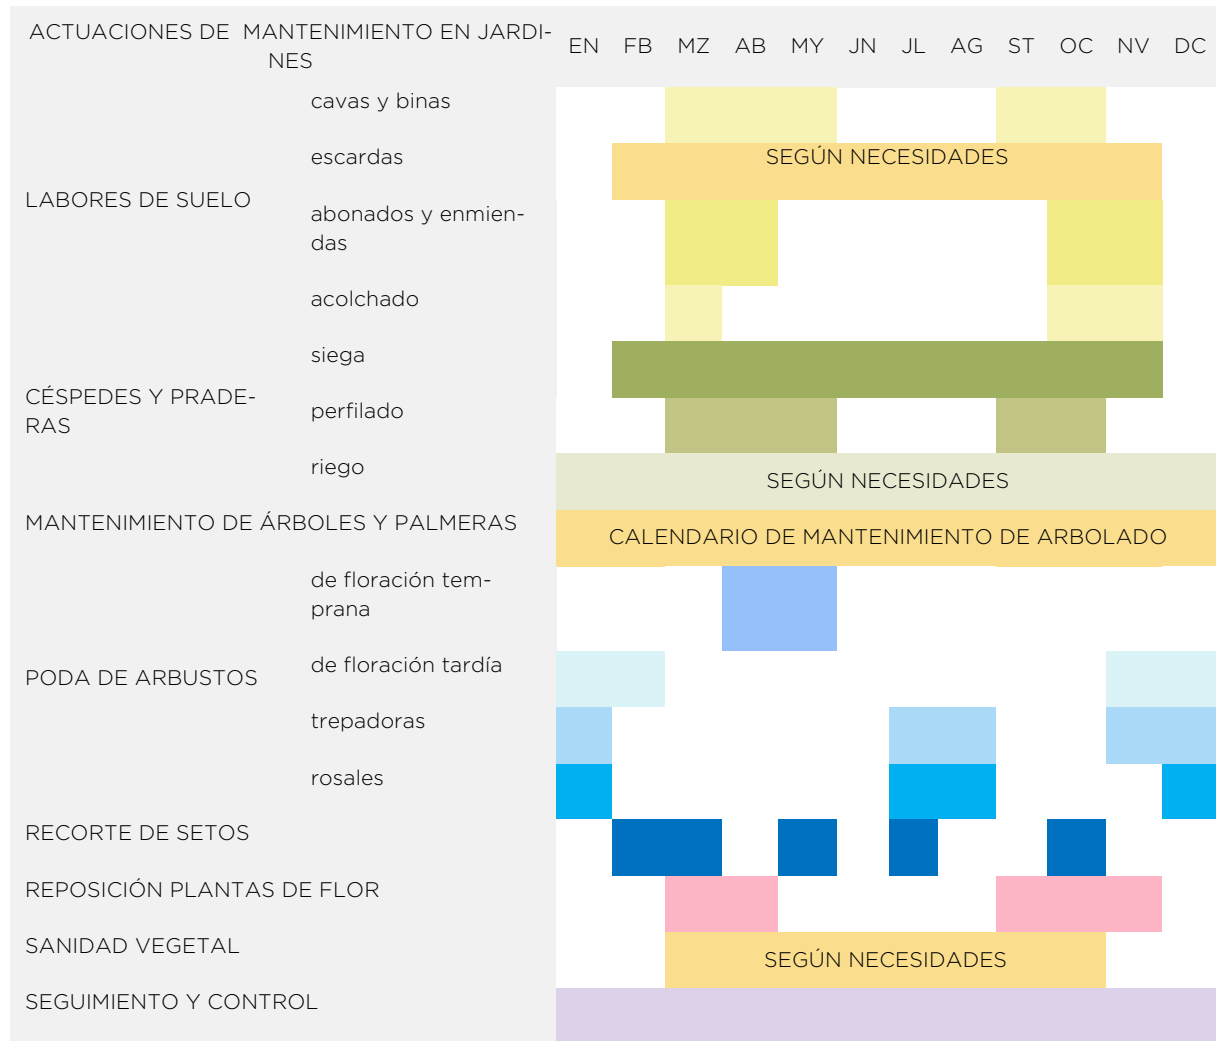 ACTUACIONES DE MANTENIMIENTO EN JARDI-
NES
EN FB MZ AB MY JN JL AG ST OC NV DC
LABORES DE SUELO
cavas y binas
escardas
SEGÚN NECESIDADES
abonados y enmien-
das
acolchado
CÉSPEDES Y PRADE-
RAS
siega
perfilado
riego
SEGÚN NECESIDADES
MANTENIMIENTO DE ÁRBOLES Y PALMERAS
CALENDARIO DE MANTENIMIENTO DE ARBOLADO
PODA DE ARBUSTOS
de floración tem-
prana
de floración tardía
trepadoras
rosales
RECORTE DE SETOS
REPOSICIÓN PLANTAS DE FLOR
SANIDAD VEGETAL
SEGÚN NECESIDADES
SEGUIMIENTO Y CONTROL